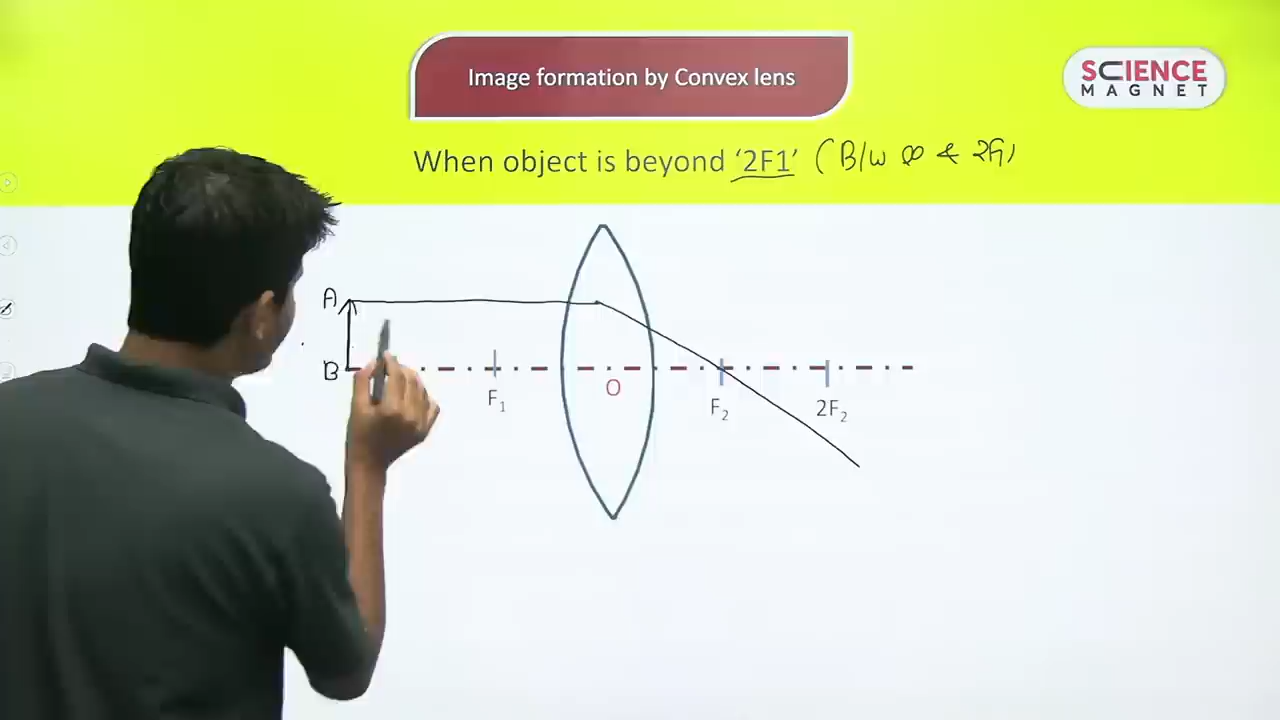 Image formation by Convex lens
SCIENCE
MAGNET
When object is beyond '2F1' (B/w ∞ & 2F1)
A
B
F1
O
F2
2F2